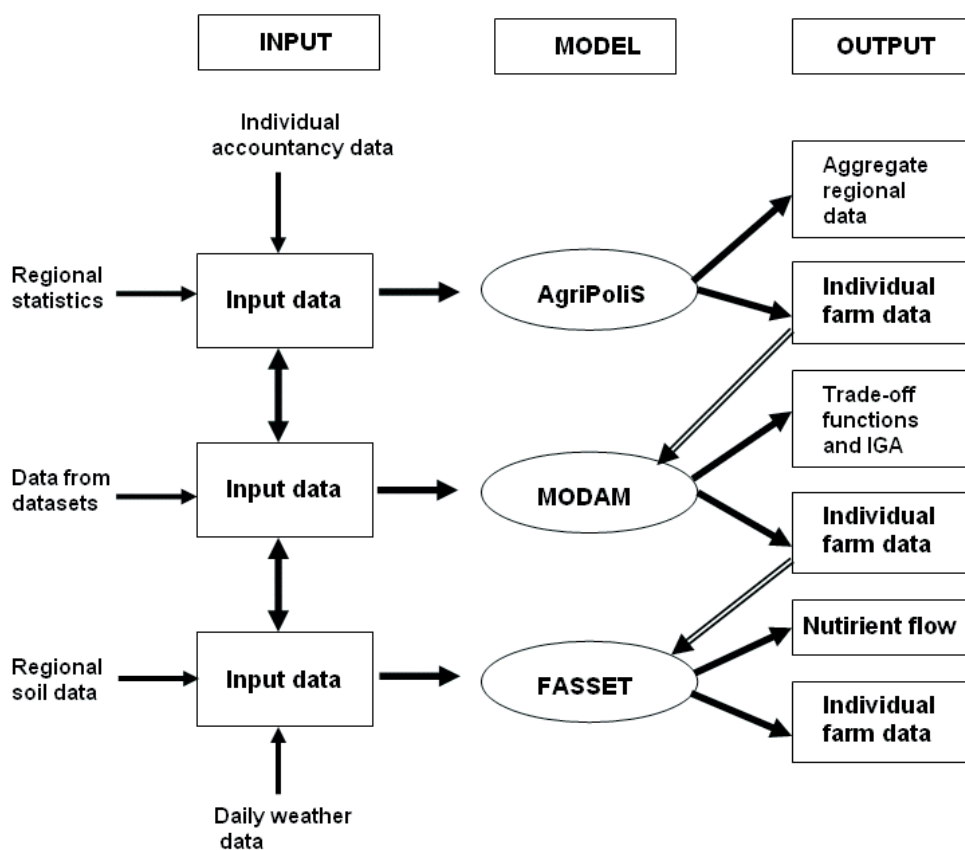 INPUT
MODEL
OUTPUT
Individual
accountancy data
Aggregate
regional
data
Regional
statistics
Input data
AgriPoliS
Individual
farm data
Trade-off
functions
and IGA
Data from
datasets
Input data
MODAM
Individual
farm data
Nutirient flow
Regional
soil data
Input data
FASSET
Individual
farm data
Daily weather
data